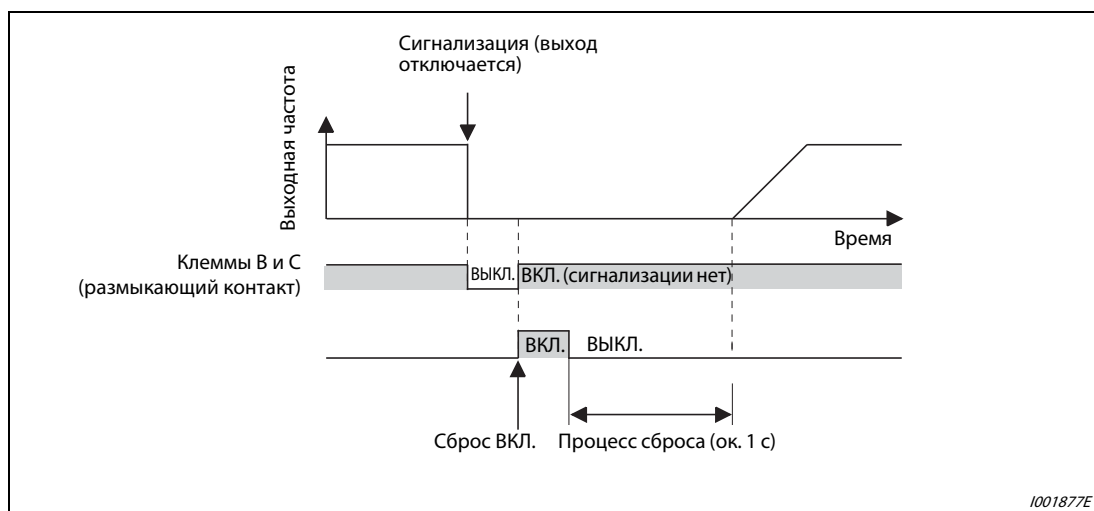 Сигнализация (выход
отключается)
Выходная частота
Время
Клеммы B и C
(размыкающий контакт)
ВЫКЛ.
ВКЛ. (сигнализации нет)
ВКЛ.
ВЫКЛ.
Сброс ВКЛ.
Процесс сброса (ок. 1 с)
I001877E